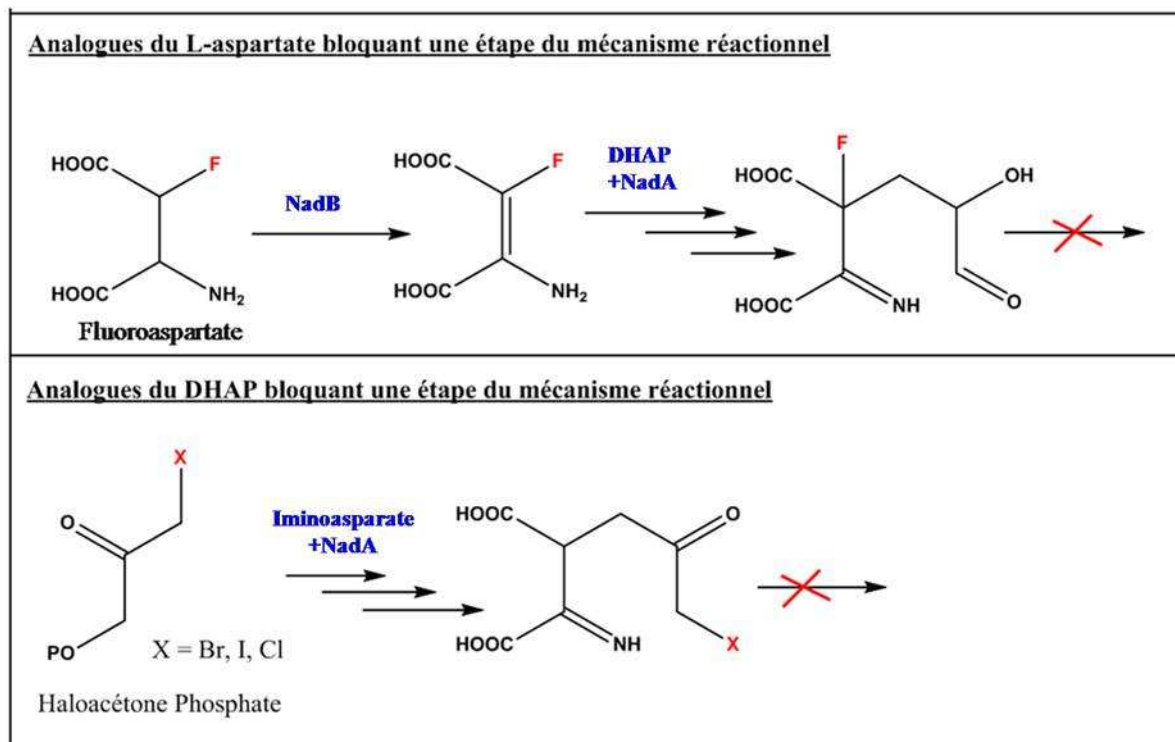 Analogues du L-aspartate bloquant une étape du mécanisme réactionnel
HOOC
F
HOOC
NH2
Fluoroaspartate
NadB
HOOC
F
HOOC
NH2
DHAP
+NadA
F
HOOC
OH
HOOC
NH
O
Analogues du DHAP bloquant une étape du mécanisme réactionnel
X
O
PO
X = Br, I, Cl
Haloacétone Phosphate
Iminoasparate
+NadA
HOOC
O
HOOC
NH
X